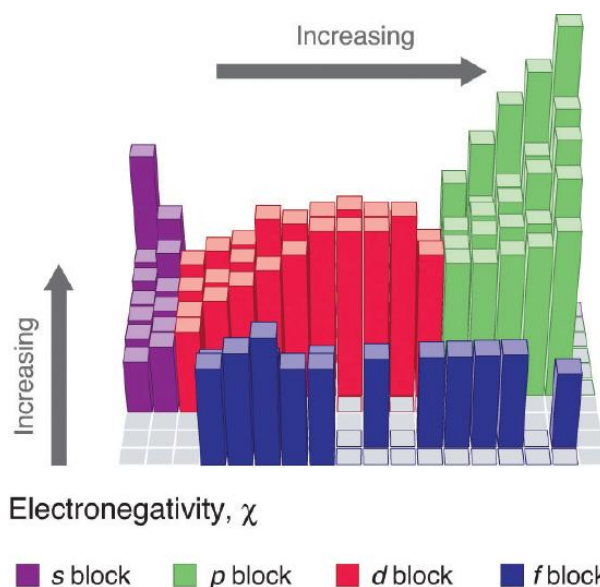 Increasing
Increasing
Electronegativity, χ
s block
p block
d block
f block